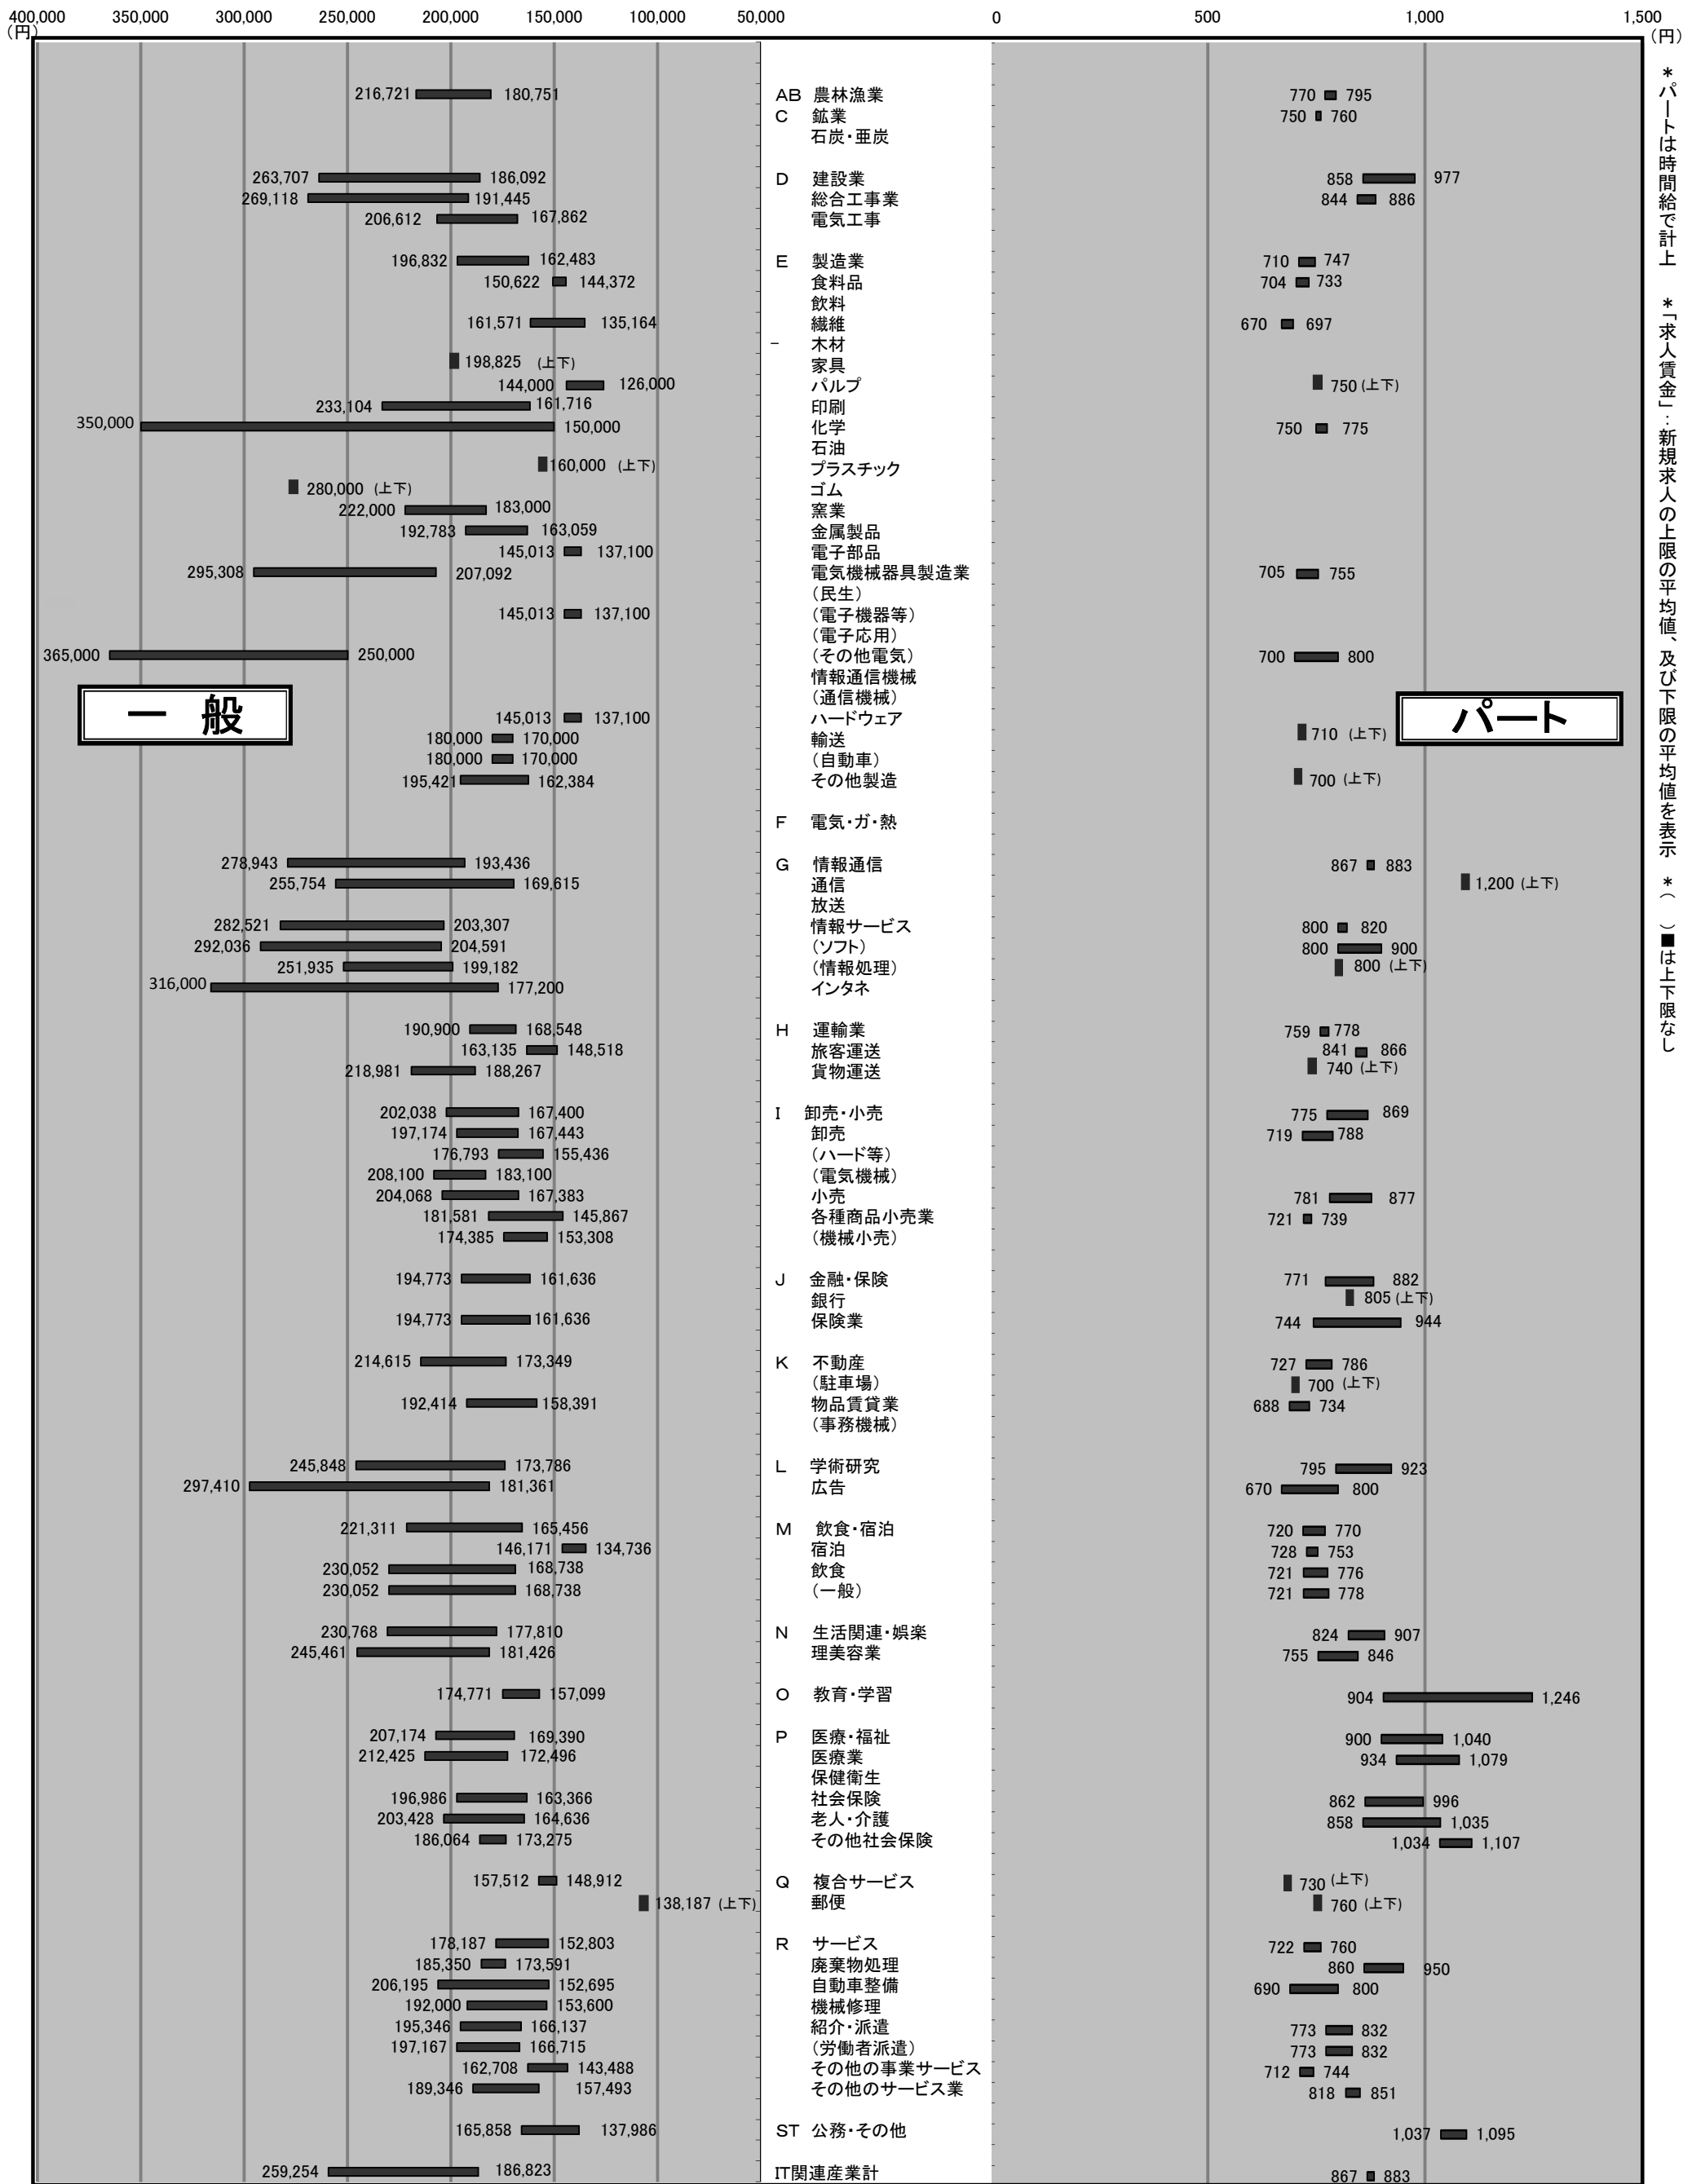 400,000 350,000 300,000 250,000 200,000 150,000 100,000 50,000 0 500 1,000 1,500
(円) (円)
216,721 180,751 AB 農林漁業 770 795
C 鉱業 750 760
石炭・亜炭
263,707 186,092 D 建設業 858 977
269,118 191,445 総合工事業 844 886
206,612 167,862 電気工事
196,832 162,483 E 製造業 710 747
150,622 144,372 食料品 704 733
飲料
161,571 135,164 繊維 670 697
- 木材
198,825 (上下) 家具
144,000 126,000 パルプ 750 (上下)
233,104 161,716 印刷
350,000 150,000 化学 750 775
石油
160,000 (上下) プラスチック
280,000 (上下) ゴム
222,000 183,000 窯業
192,783 163,059 金属製品
145,013 137,100 電子部品
295,308 207,092 電気機械器具製造業 705 755
(民生)
145,013 137,100 (電子機器等)
(電子応用)
365,000 250,000 (その他電気) 700 800
情報通信機械
(通信機械)
一 般
パート
145,013 137,100 ハードウェア
180,000 170,000 輸送 710 (上下)
180,000 170,000 (自動車)
195,421 162,384 その他製造 700 (上下)
F 電気・ガ・熱
278,943 193,436 G 情報通信 867 883
255,754 169,615 通信 1,200 (上下)
放送
282,521 203,307 情報サービス 800 820
292,036 204,591 (ソフト) 800 900
251,935 199,182 (情報処理) 800 (上下)
316,000 177,200 インタネ
190,900 168,548 H 運輸業 759 778
163,135 148,518 旅客運送 841 866
218,981 188,267 貨物運送 740 (上下)
202,038 167,400 I 卸売・小売 775 869
197,174 167,443 卸売 719 788
176,793 155,436 (ハード等)
208,100 183,100 (電気機械)
204,068 167,383 小売 781 877
181,581 145,867 各種商品小売業 721 739
174,385 153,308 (機械小売)
194,773 161,636 J 金融・保険 771 882
銀行 805 (上下)
194,773 161,636 保険業 744 944
214,615 173,349 K 不動産 727 786
(駐車場) 700 (上下)
192,414 158,391 物品賃貸業 688 734
(事務機械)
245,848 173,786 L 学術研究 795 923
297,410 181,361 広告 670 800
221,311 165,456 M 飲食・宿泊 720 770
146,171 134,736 宿泊 728 753
230,052 168,738 飲食 721 776
230,052 168,738 (一般) 721 778
230,768 177,810 N 生活関連・娯楽 824 907
245,461 181,426 理美容業 755 846
174,771 157,099 O 教育・学習 904 1,246
207,174 169,390 P 医療・福祉 900 1,040
212,425 172,496 医療業 934 1,079
保健衛生
196,986 163,366 社会保険 862 996
203,428 164,636 老人・介護 858 1,035
186,064 173,275 その他社会保険 1,034 1,107
157,512 148,912 Q 複合サービス 730 (上下)
138,187 (上下) 郵便 760 (上下)
178,187 152,803 R サービス 722 760
185,350 173,591 廃棄物処理 860 950
206,195 152,695 自動車整備 690 800
192,000 153,600 機械修理
195,346 166,137 紹介・派遣 773 832
197,167 166,715 (労働者派遣) 773 832
162,708 143,488 その他の事業サービス 712 744
189,346 157,493 その他のサービス業 818 851
165,858 137,986 ST 公務・その他 1,037 1,095
259,254 186,823 IT関連産業計 867 883
*パートは時間給で計上 *「求人賃金」:新規求人の上限の平均値、及び下限の平均値を表示 *( )■は上下限なし